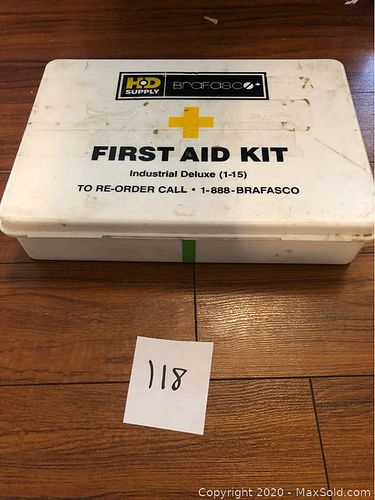 HD SUPPLY BRAFASCO
FIRST AID KIT
Industrial Deluxe (1-15)
TO RE-ORDER CALL • 1-888-BRAFASCO
118
Copyright © 2020 - MaxSold.com